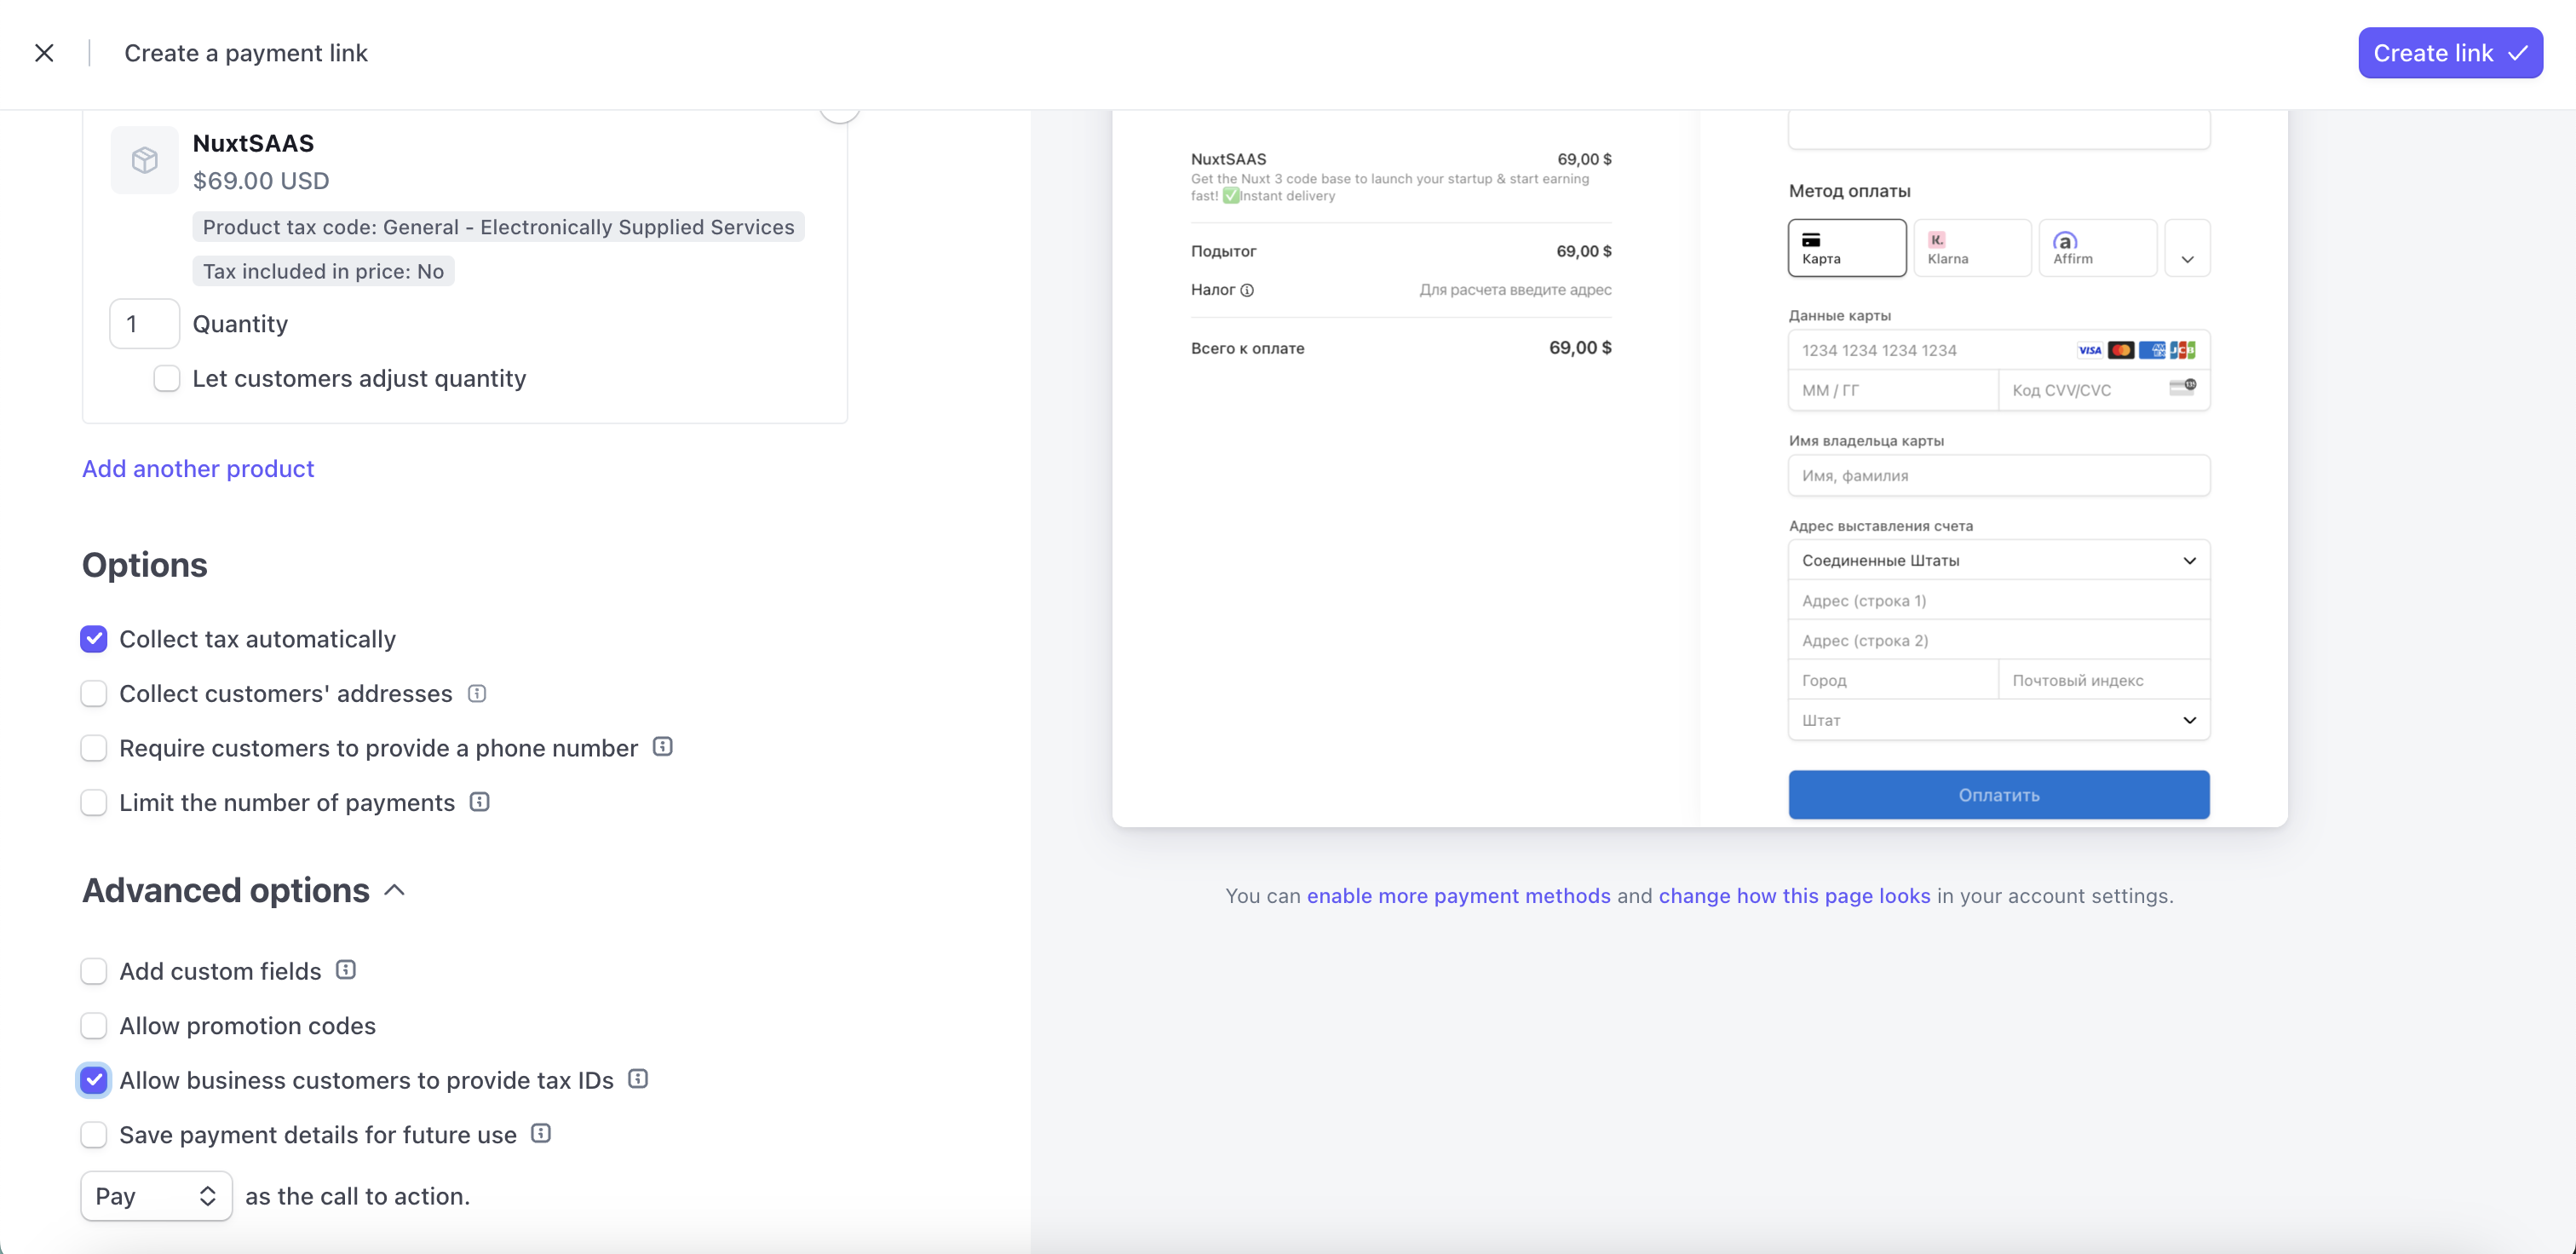 Create a payment link
Create link
NuxtSAAS
$69.00 USD
Product tax code: General - Electronically Supplied Services
Tax included in price: No
1 Quantity
Let customers adjust quantity
Add another product
Options
Collect tax automatically
Collect customers' addresses
Require customers to provide a phone number
Limit the number of payments
Advanced options
Add custom fields
Allow promotion codes
Allow business customers to provide tax IDs
Save payment details for future use
Pay as the call to action.
NuxtSAAS 69,00 $
Get the Nuxt 3 code base to launch your startup & start earning
fast! ✅Instant delivery
Подытог 69,00 $
Налог Для расчета введите адрес
Всего к оплате 69,00 $
Метод оплаты
K. a
Карта Klarna Affirm
Данные карты
1234 1234 1234 1234 VISA AMEX JCB
ММ / ГГ Код CVV/CVC 135
Имя владельца карты
Имя, фамилия
Адрес выставления счета
Соединенные Штаты
Адрес (строка 1)
Адрес (строка 2)
Город Почтовый индекс
Штат
Оплатить
You can enable more payment methods and change how this page looks in your account settings.